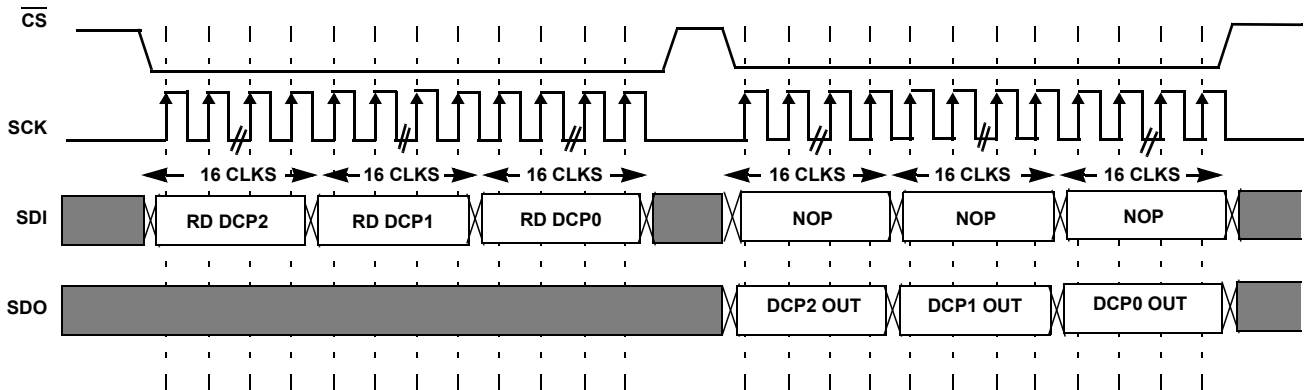 CS
SCK
16 CLKS 16 CLKS 16 CLKS 16 CLKS 16 CLKS 16 CLKS
SDI RD DCP2 RD DCP1 RD DCP0 NOP NOP NOP
SDO DCP2 OUT DCP1 OUT DCP0 OUT